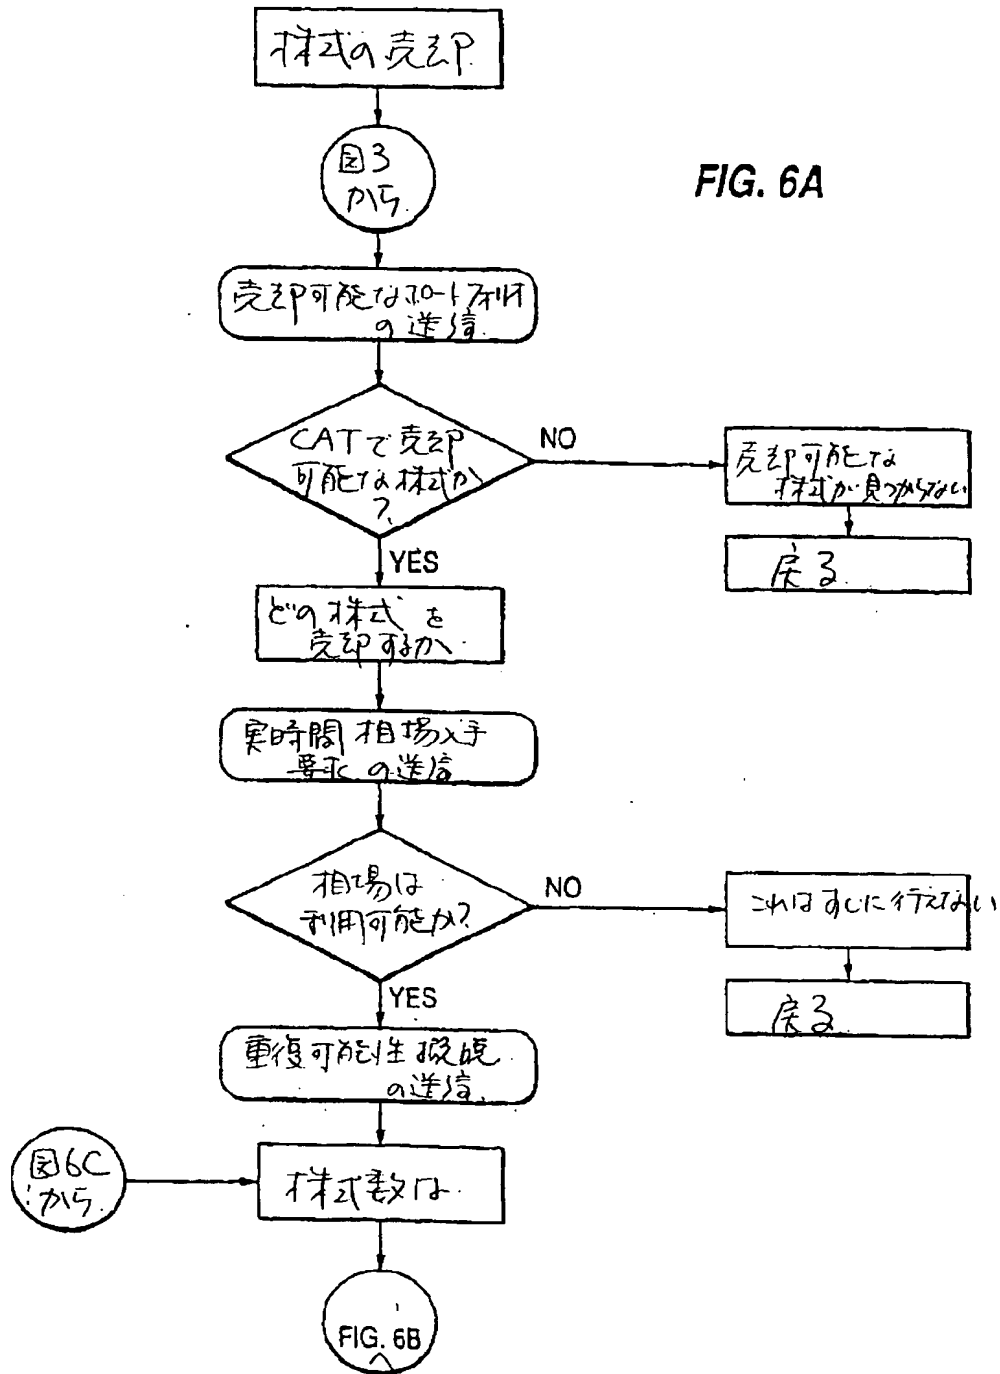 株式の売却
図3
から
FIG. 6A
売却可能なポートフォリオ
の送信
CATで売却
可能な株式か
?
NO
売却可能な
株式が見つからない
戻る
YES
どの株式を
売却するか
実時間相場入手
要求の送信
相場は
利用可能か?
NO
これはすじに行えない
戻る
YES
重複可能性
の送信
図6C
から
株式数は
FIG. 6B
へ